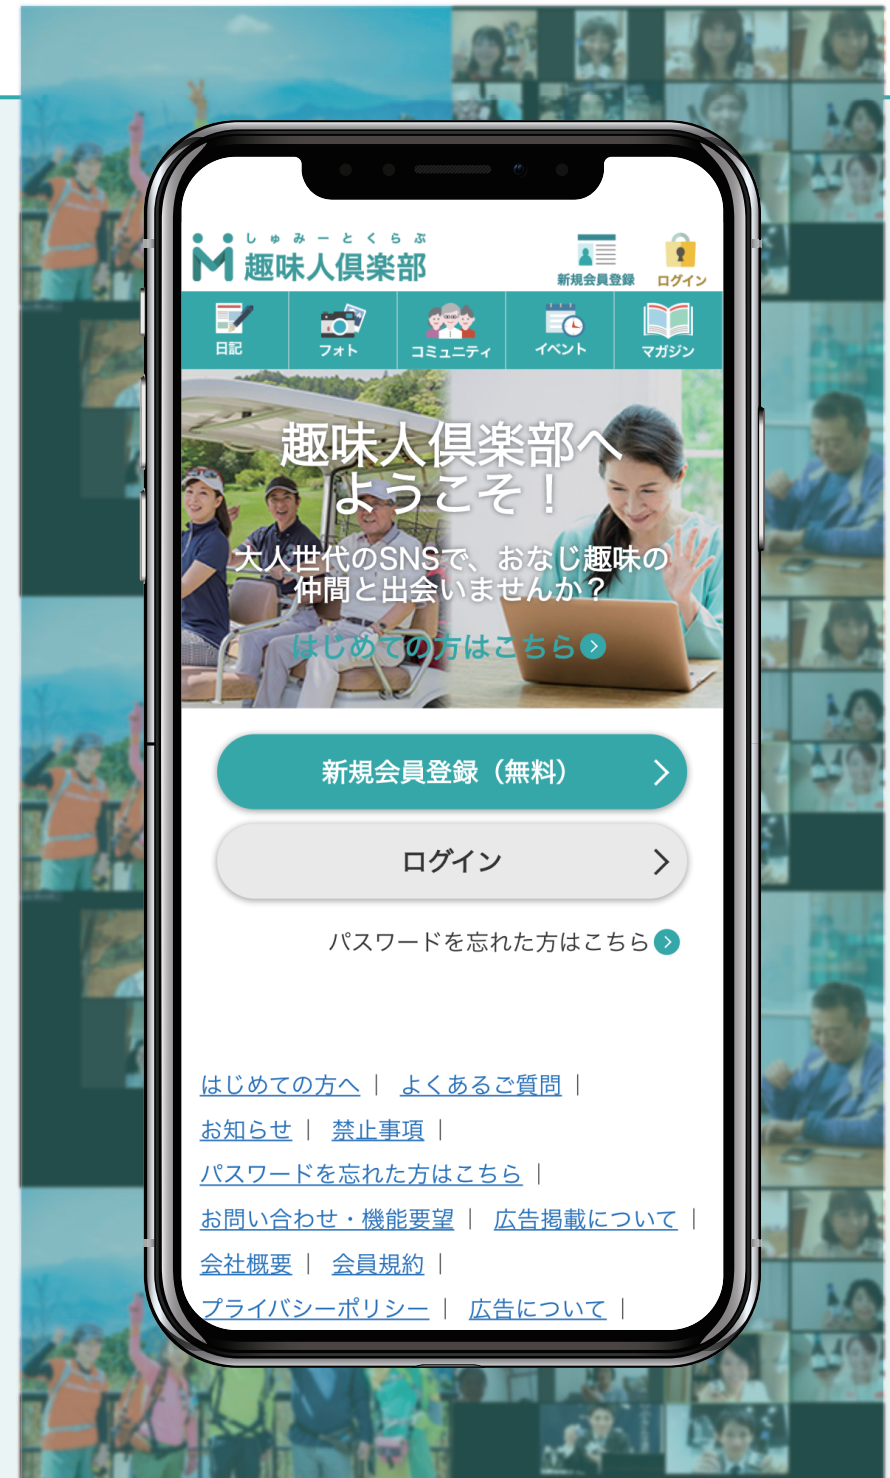 しゅみーとくらぶ
趣味人倶楽部
新規会員登録
ログイン
日記
フォト
コミュニティ
イベント
マガジン
趣味人倶楽部へ
ようこそ！
大人世代のSNSで、おなじ趣味の
仲間と出会いませんか？
はじめての方はこちら
新規会員登録（無料）
ログイン
パスワードを忘れた方はこちら
はじめての方へ | よくあるご質問 |
お知らせ | 禁止事項 |
パスワードを忘れた方はこちら |
お問い合わせ・機能要望 | 広告掲載について |
会社概要 | 会員規約 |
プライバシーポリシー | 広告について |